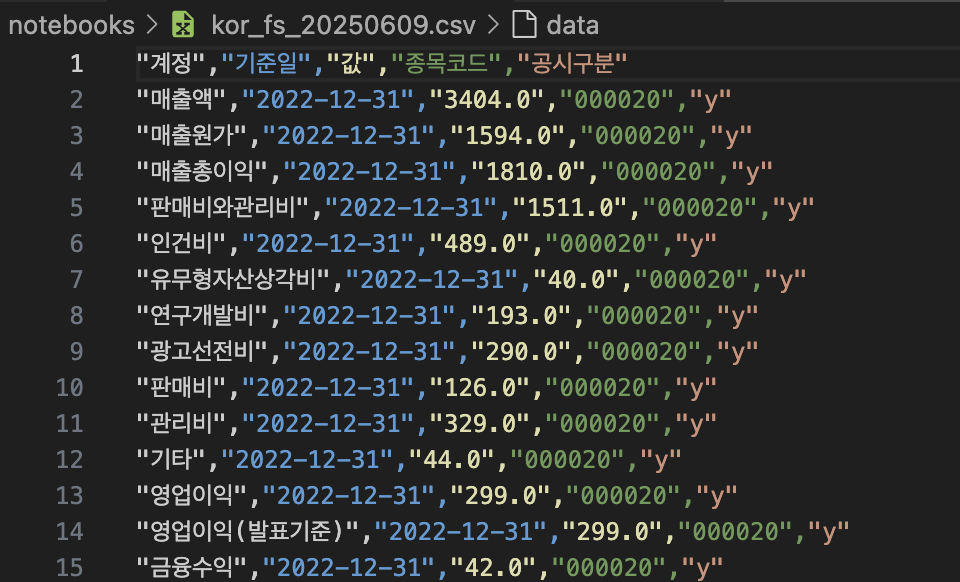 notebooks > kor_fs_20250609.csv > data
1 "계정","기준일","값","종목코드","공시구분"
2 "매출액","2022-12-31","3404.0","000020","y"
3 "매출원가","2022-12-31","1594.0","000020","y"
4 "매출총이익","2022-12-31","1810.0","000020","y"
5 "판매비와관리비","2022-12-31","1511.0","000020","y"
6 "인건비","2022-12-31","489.0","000020","y"
7 "유무형자산상각비","2022-12-31","40.0","000020","y"
8 "연구개발비","2022-12-31","193.0","000020","y"
9 "광고선전비","2022-12-31","290.0","000020","y"
10 "판매비","2022-12-31","126.0","000020","y"
11 "관리비","2022-12-31","329.0","000020","y"
12 "기타","2022-12-31","44.0","000020","y"
13 "영업이익","2022-12-31","299.0","000020","y"
14 "영업이익(발표기준)","2022-12-31","299.0","000020","y"
15 "금융수익","2022-12-31","42.0","000020","y"